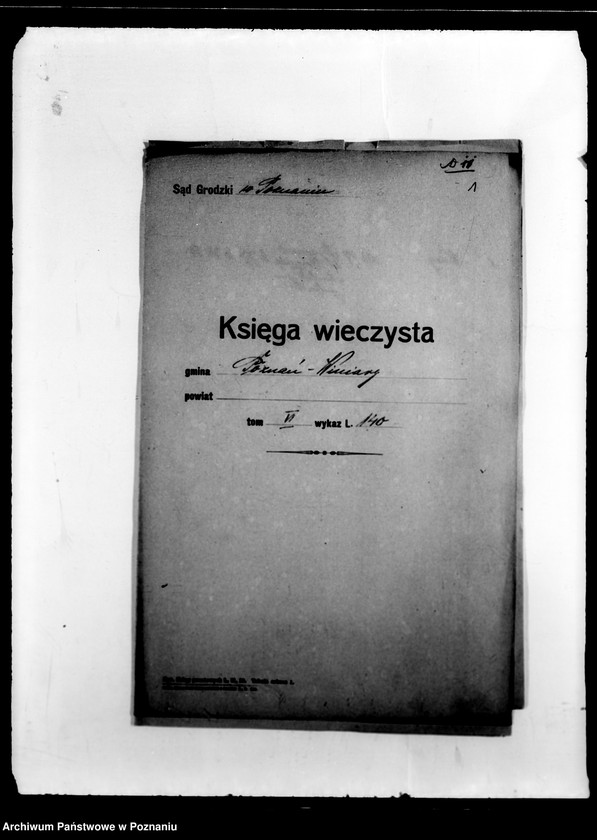 Sąd Grodzki w Poznaniu
1
Księga wieczysta
gmina Poznań-Winiary
powiat
tom VI wykaz L. 140
Archiwum Państwowe w Poznaniu